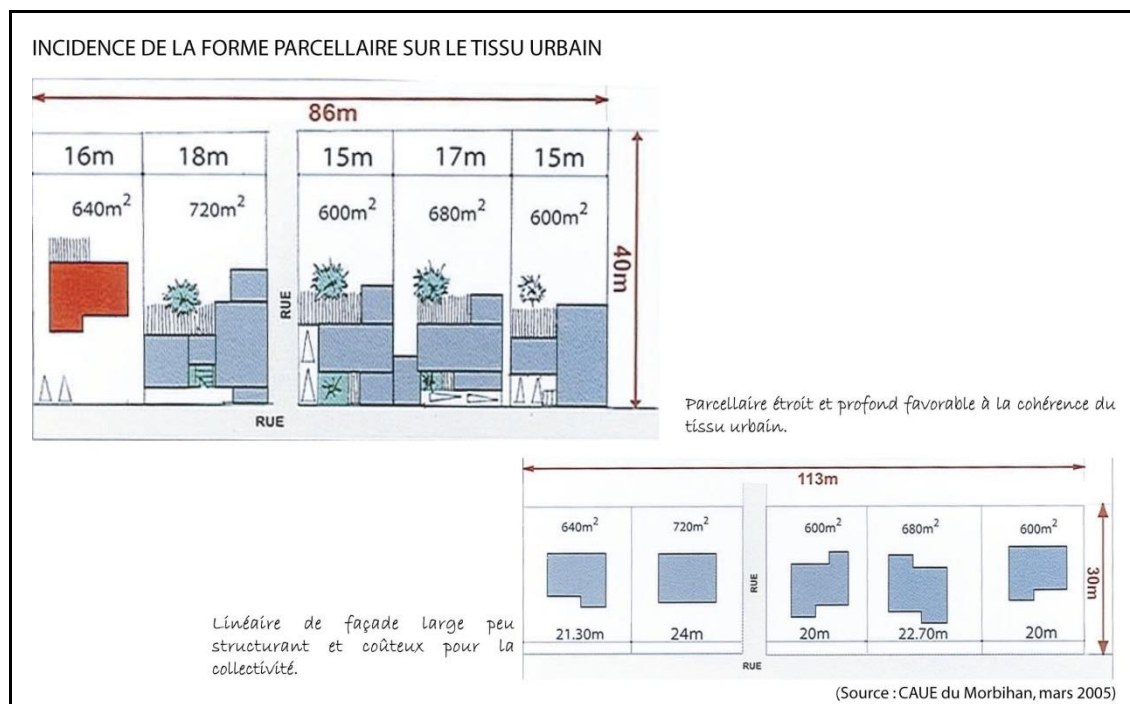 INCIDENCE DE LA FORME PARCELLAIRE SUR LE TISSU URBAIN
86m
16m 18m 15m 17m 15m
640m² 720m² 600m² 680m² 600m²
40m
RUE
RUE
Parcellaire étroit et profond favorable à la cohérence du
tissu urbain.
113m
640m² 720m² 600m² 680m² 600m²
30m
RUE
21.30m 24m 20m 22.70m 20m
RUE
Linéaire de façade large peu
structurant et coûteux pour la
collectivité.
(Source : CAUE du Morbihan, mars 2005)